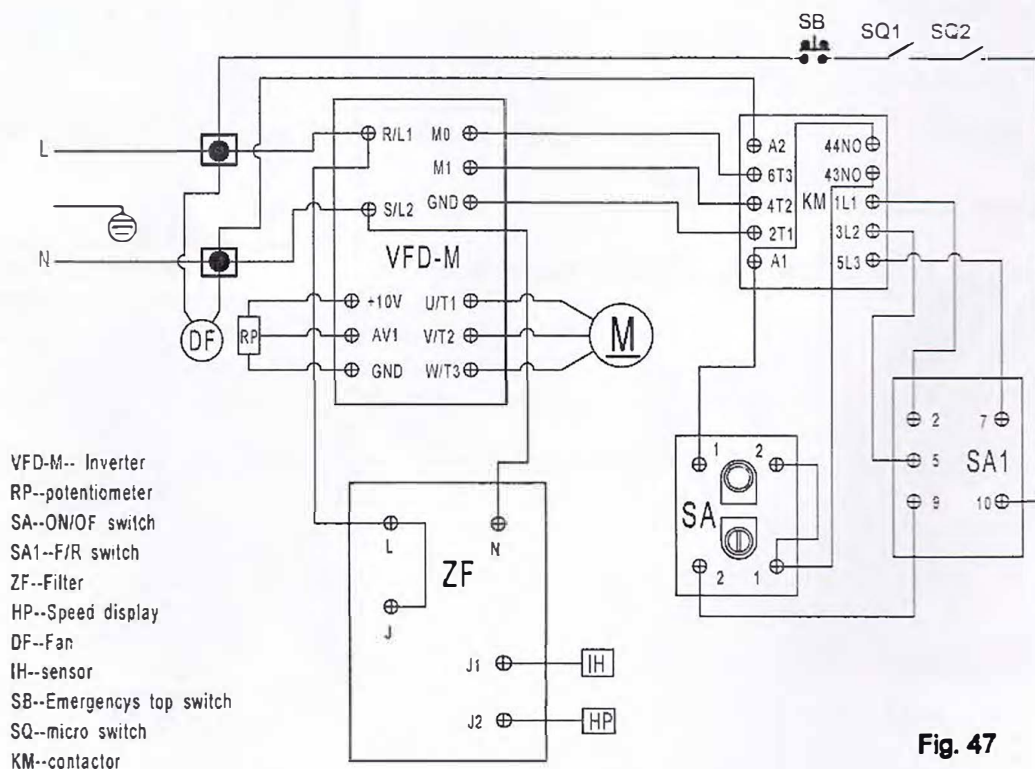 SB
SQ1
SQ2
L
N
R/L1
M0
M1
S/L2
GND
VFD-M
+10V
U/T1
AV1
V/T2
GND
W/T3
DF
RP
M
A2
44NO
6T3
43NO
4T2
KM
1L1
2T1
3L2
A1
5L3
1
2
SA
2
1
2
7
5
SA1
9
10
L
N
ZF
J
J1
IH
J2
HP
VFD-M-- Inverter
RP--potentiometer
SA--ON/OF switch
SA1--F/R switch
ZF--Filter
HP--Speed display
DF--Fan
IH--sensor
SB--Emergencys top switch
SQ--micro switch
KM--contactor
Fig. 47